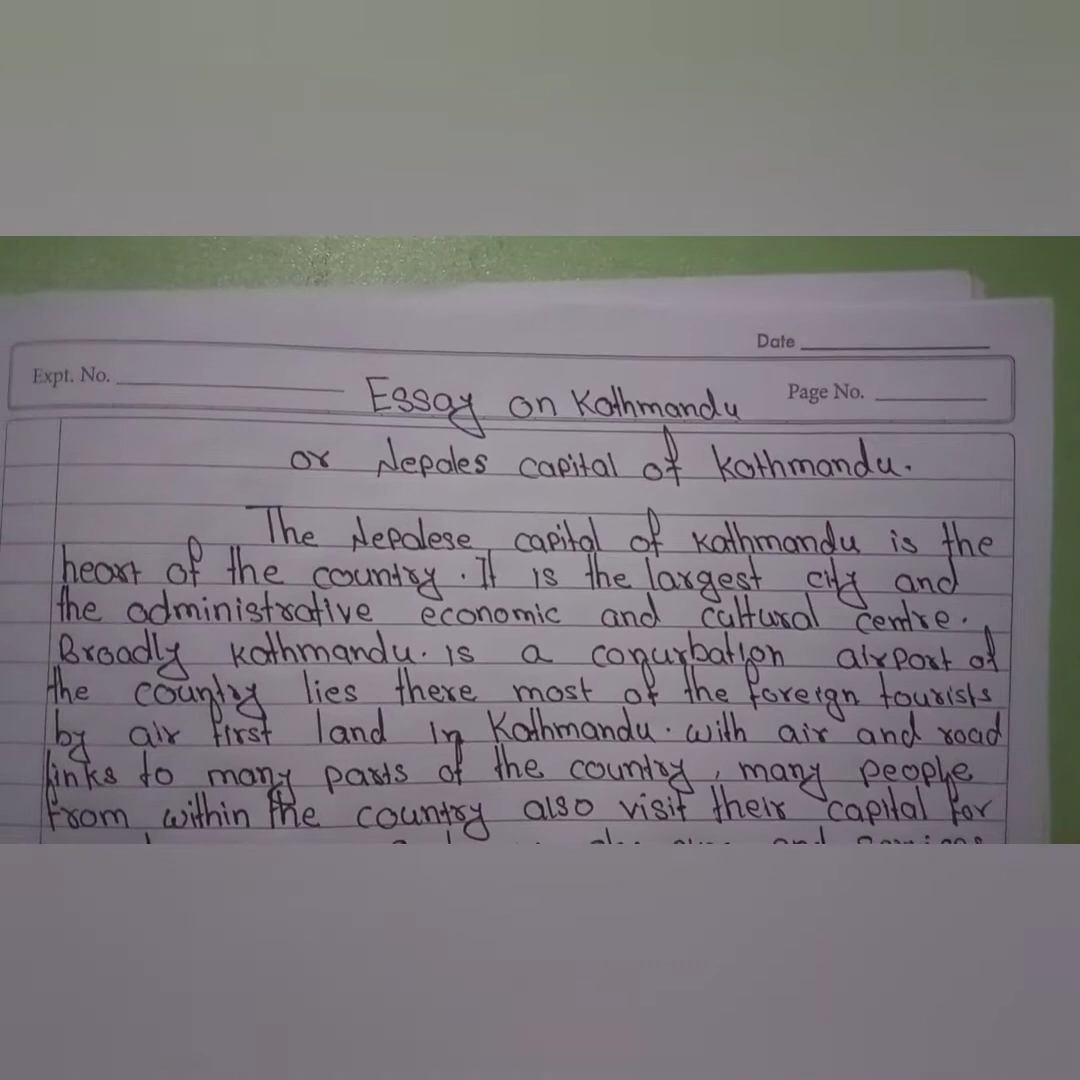 Date
Expt. No.
Essay on Kathmandu
Page No.
or Nepales capital of Kathmandu.
The Nepalese capital of Kathmandu is the
heart of the country. It is the largest city and
the administrative economic and cultural centre.
Broadly Kathmandu. is a conurbation airport of
the country lies there most of the foreign tourists
by air first land in Kathmandu. with air and road
links to many parts of the country, many people
from within the country also visit their capital for